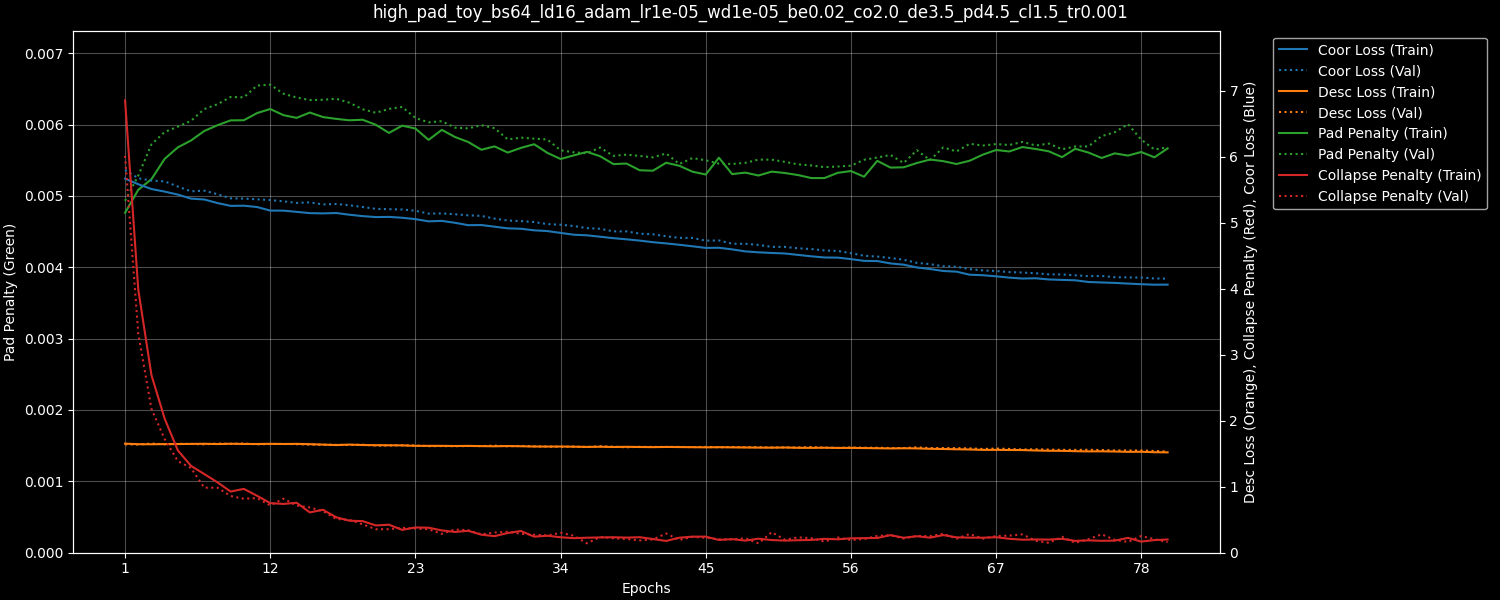 high_pad_toy_bs64_ld16_adam_lr1e-05_wd1e-05_be0.02_co2.0_de3.5_pd4.5_cl1.5_tr0.001
Pad Penalty (Green)
0.007
0.006
0.005
0.004
0.003
0.002
0.001
0.000
1
12
23
34
45
56
67
78
Epochs
7
6
5
4
3
2
1
0
Desc Loss (Orange), Collapse Penalty (Red), Coor Loss (Blue)
Coor Loss (Train)
Coor Loss (Val)
Desc Loss (Train)
Desc Loss (Val)
Pad Penalty (Train)
Pad Penalty (Val)
Collapse Penalty (Train)
Collapse Penalty (Val)